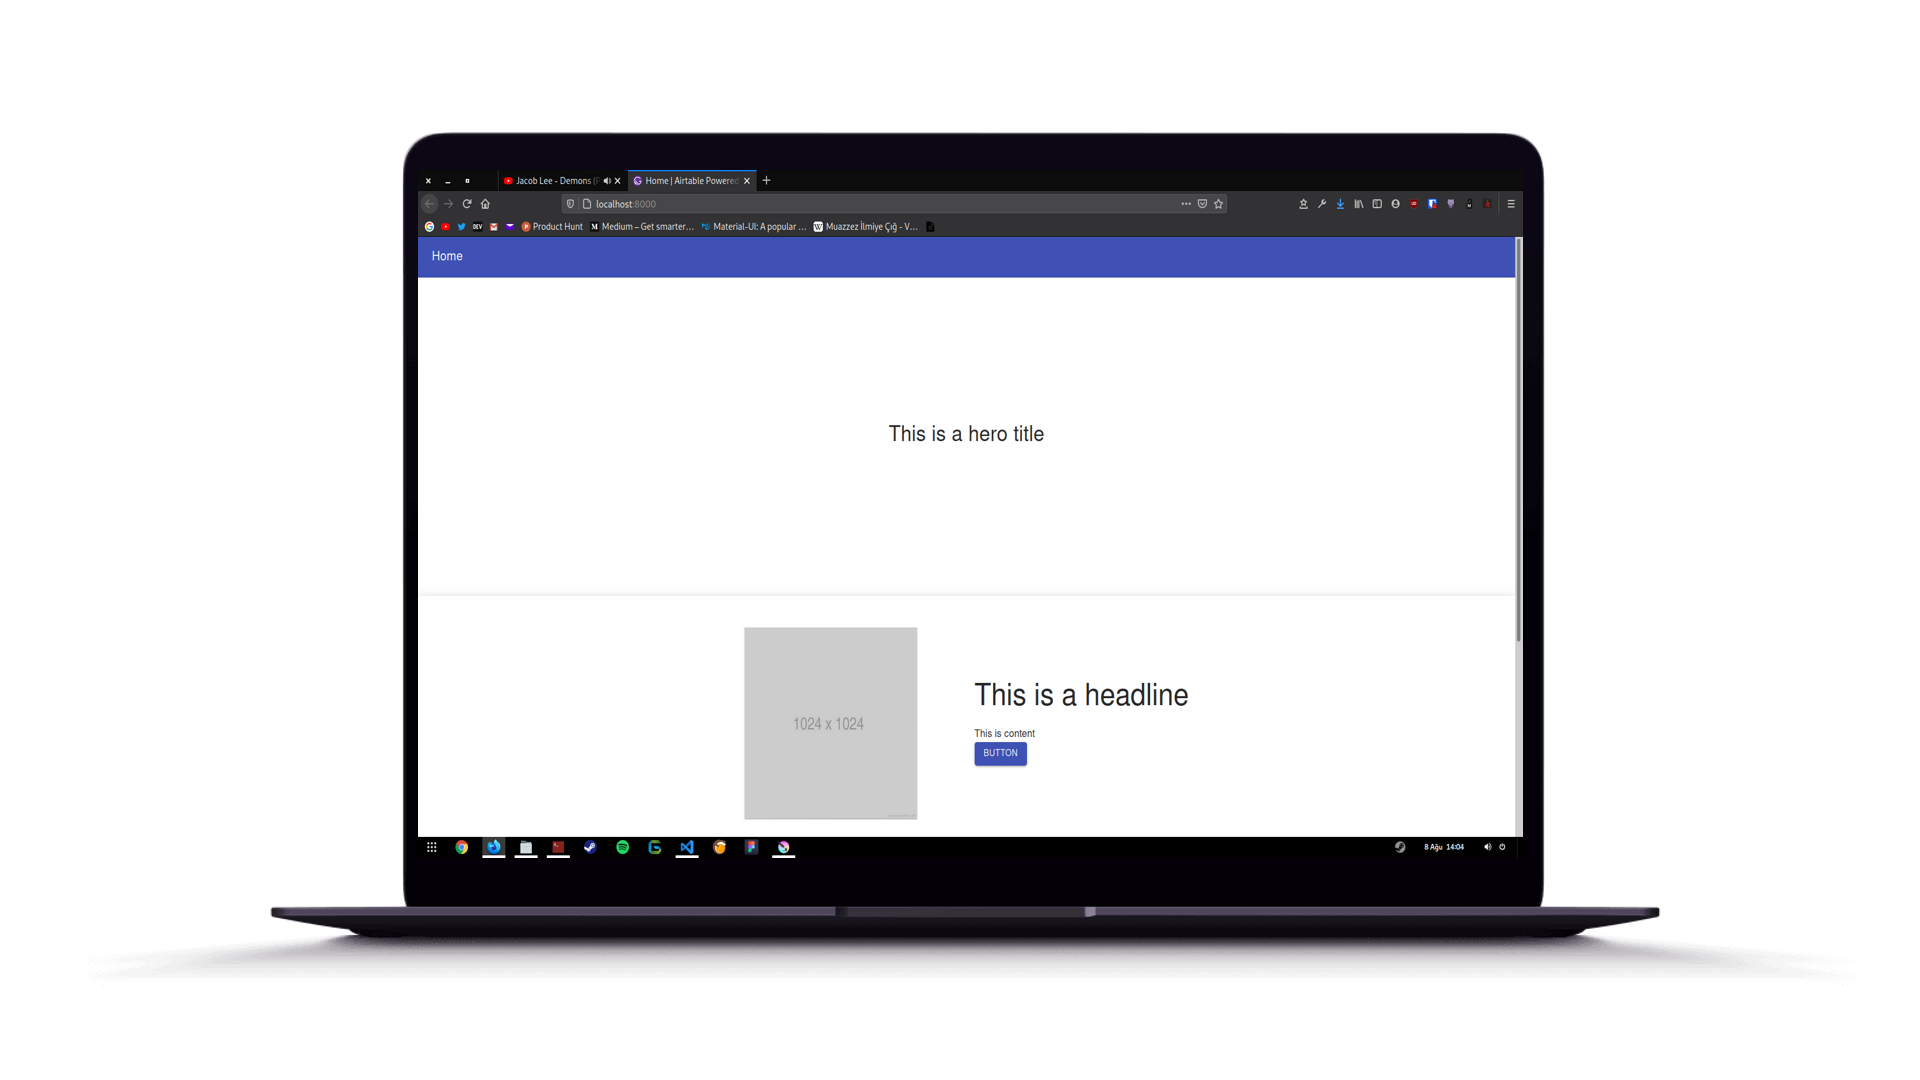 Jacob Lee - Demons (P
Home | Airtable Powered
localhost:8000
DEV
Product Hunt
Medium – Get smarter...
Material-UI: A popular ...
Muazzez İlmiye Çığ - V...
Home
This is a hero title
1024 x 1024
This is a headline
This is content
BUTTON
8 Ağu 14:04